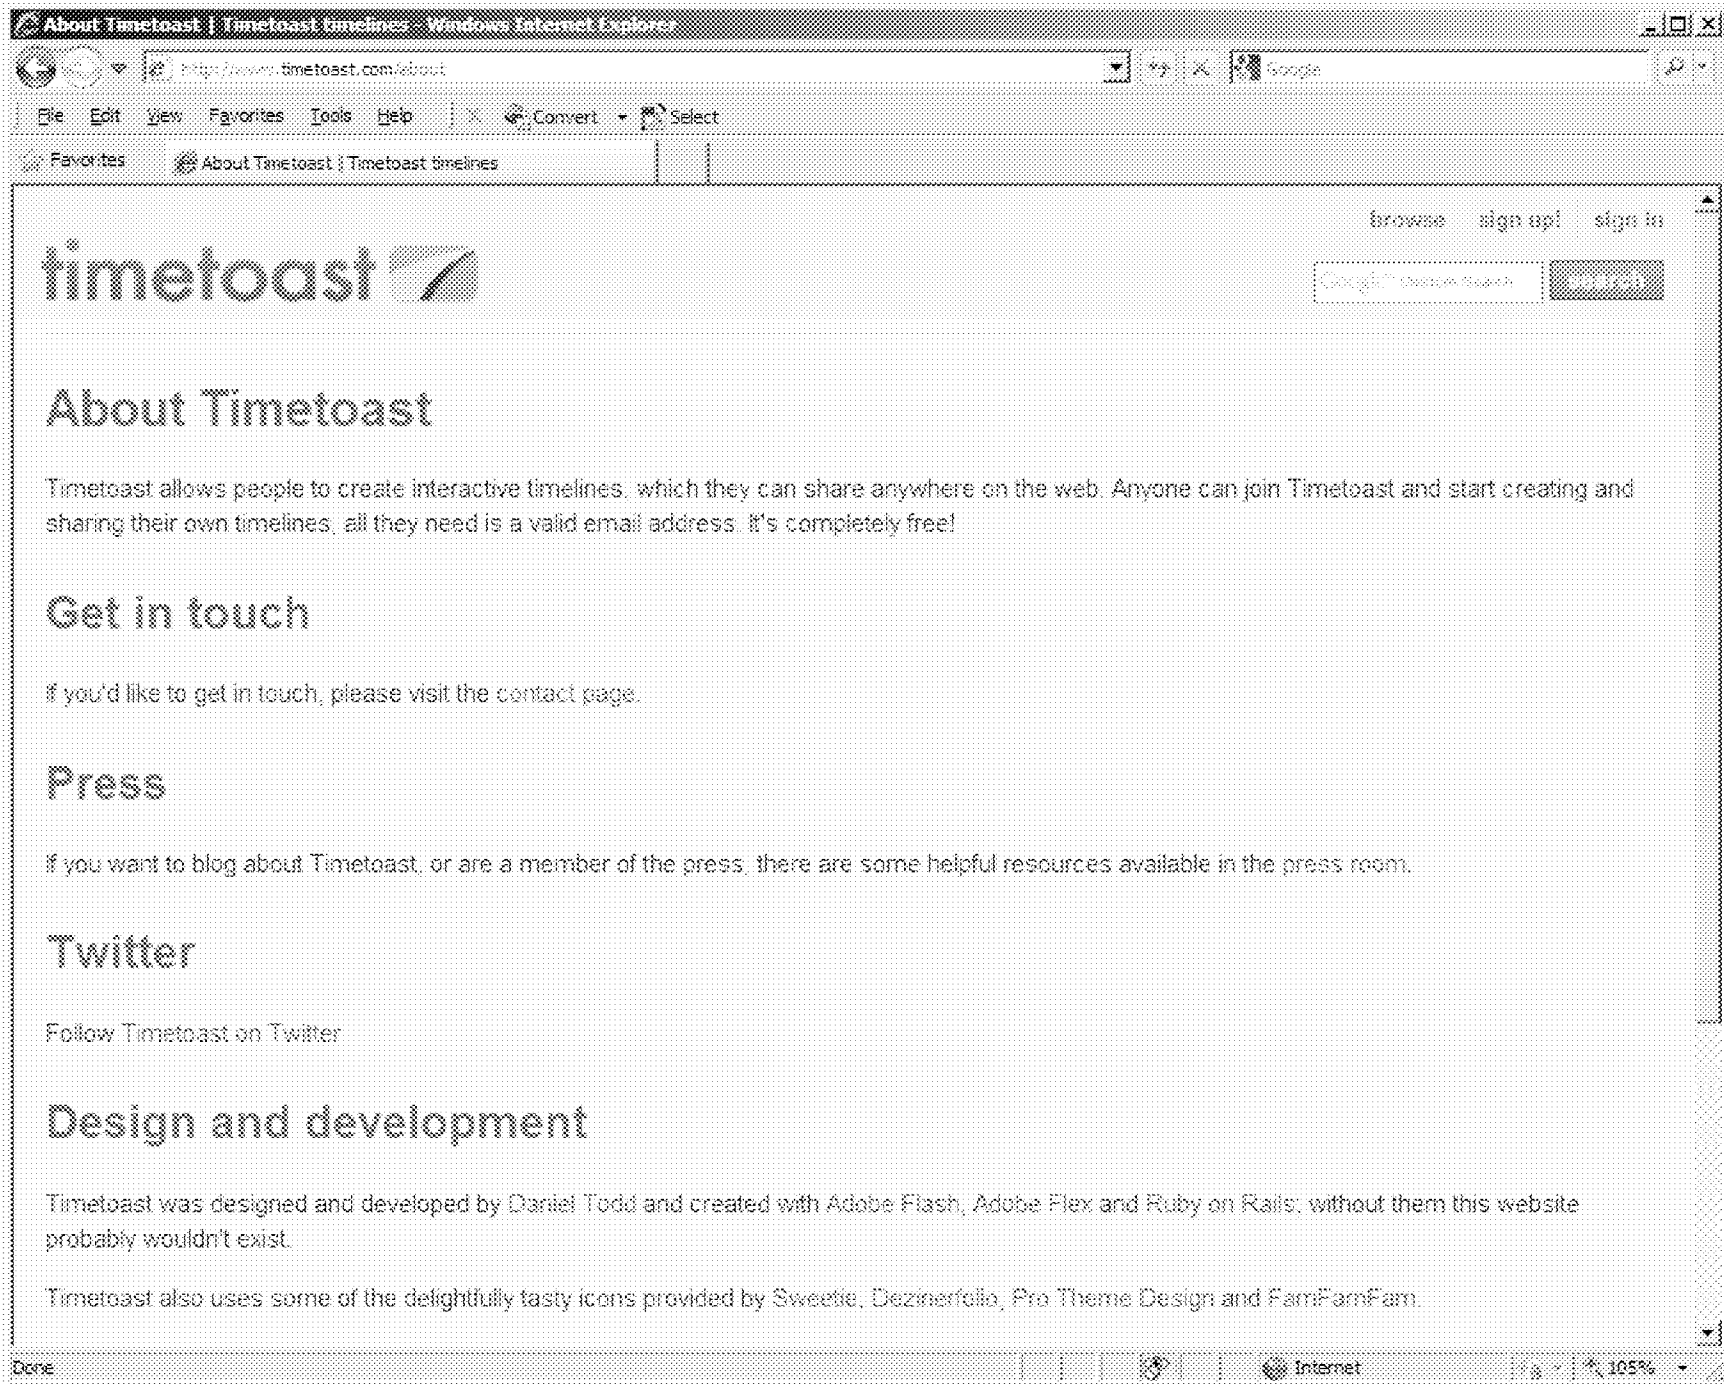 About Timetoast | Timetoast timelines - Windows Internet Explorer
http://www.timetoast.com/about
Google
File Edit View Favorites Tools Help
Convert Select
Favorites
About Timetoast | Timetoast timelines
browse sign up! sign in
timetoast
Google™ Custom Search search
About Timetoast
Timetoast allows people to create interactive timelines, which they can share anywhere on the web. Anyone can join Timetoast and start creating and
sharing their own timelines, all they need is a valid email address. It's completely free!
Get in touch
If you'd like to get in touch, please visit the contact page.
Press
If you want to blog about Timetoast, or are a member of the press, there are some helpful resources available in the press room.
Twitter
Follow Timetoast on Twitter
Design and development
Timetoast was designed and developed by Daniel Todd and created with Adobe Flash, Adobe Flex and Ruby on Rails; without them this website
probably wouldn't exist.
Timetoast also uses some of the delightfully tasty icons provided by Sweetie, Dezinerfolio, Pro Theme Design and FamFamFam.
Done
Internet
105%